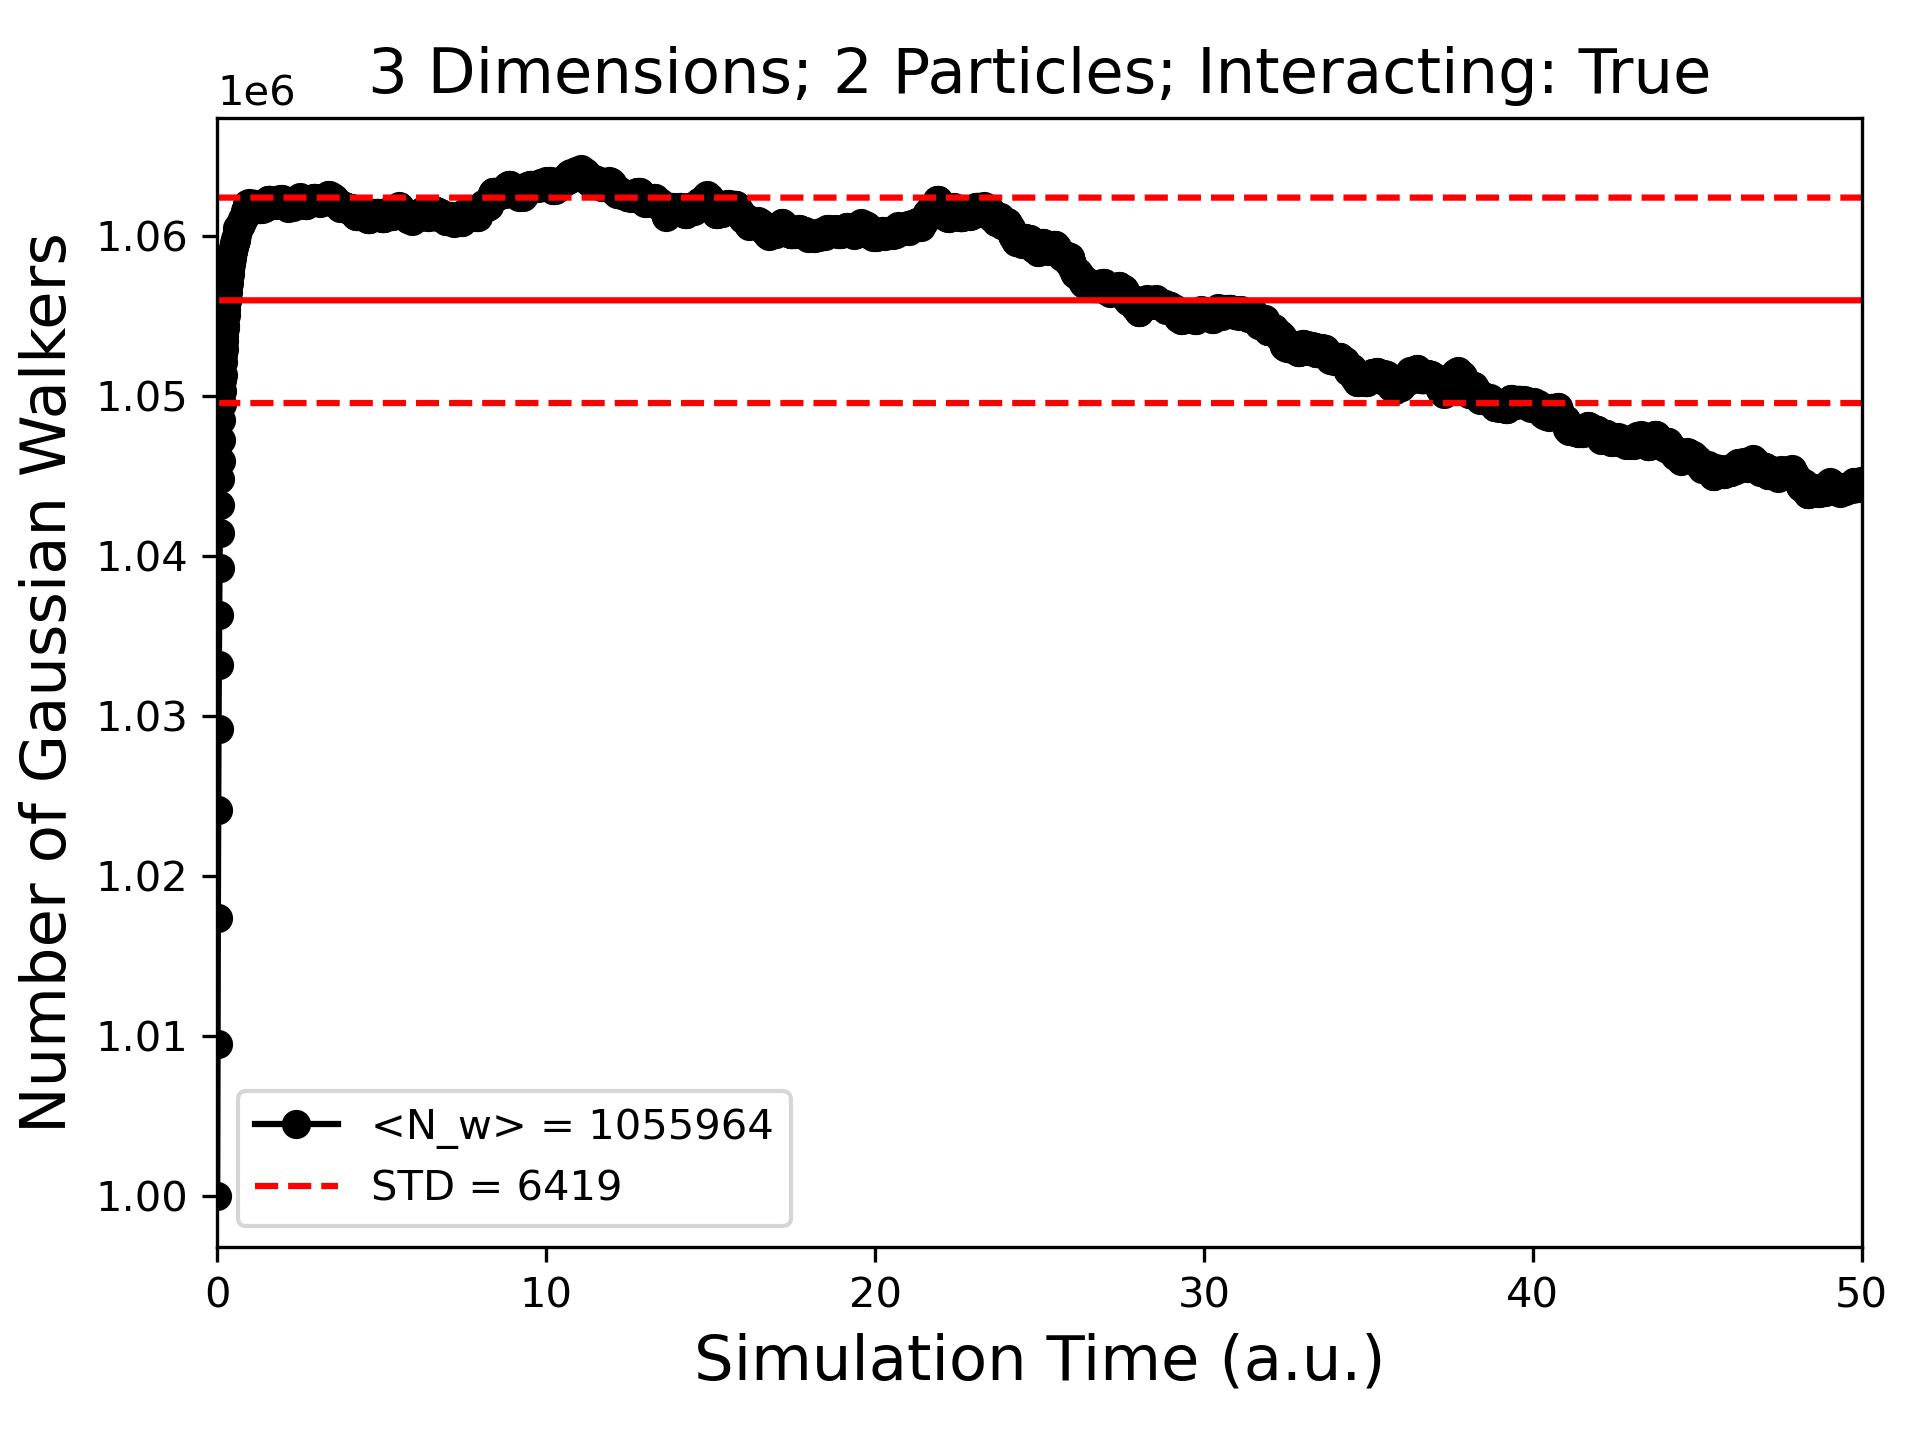 3 Dimensions; 2 Particles; Interacting: True
1e6
Number of Gaussian Walkers
1.06
1.05
1.04
1.03
1.02
1.01
1.00
<N_w> = 1055964
STD = 6419
0 10 20 30 40 50
Simulation Time (a.u.)